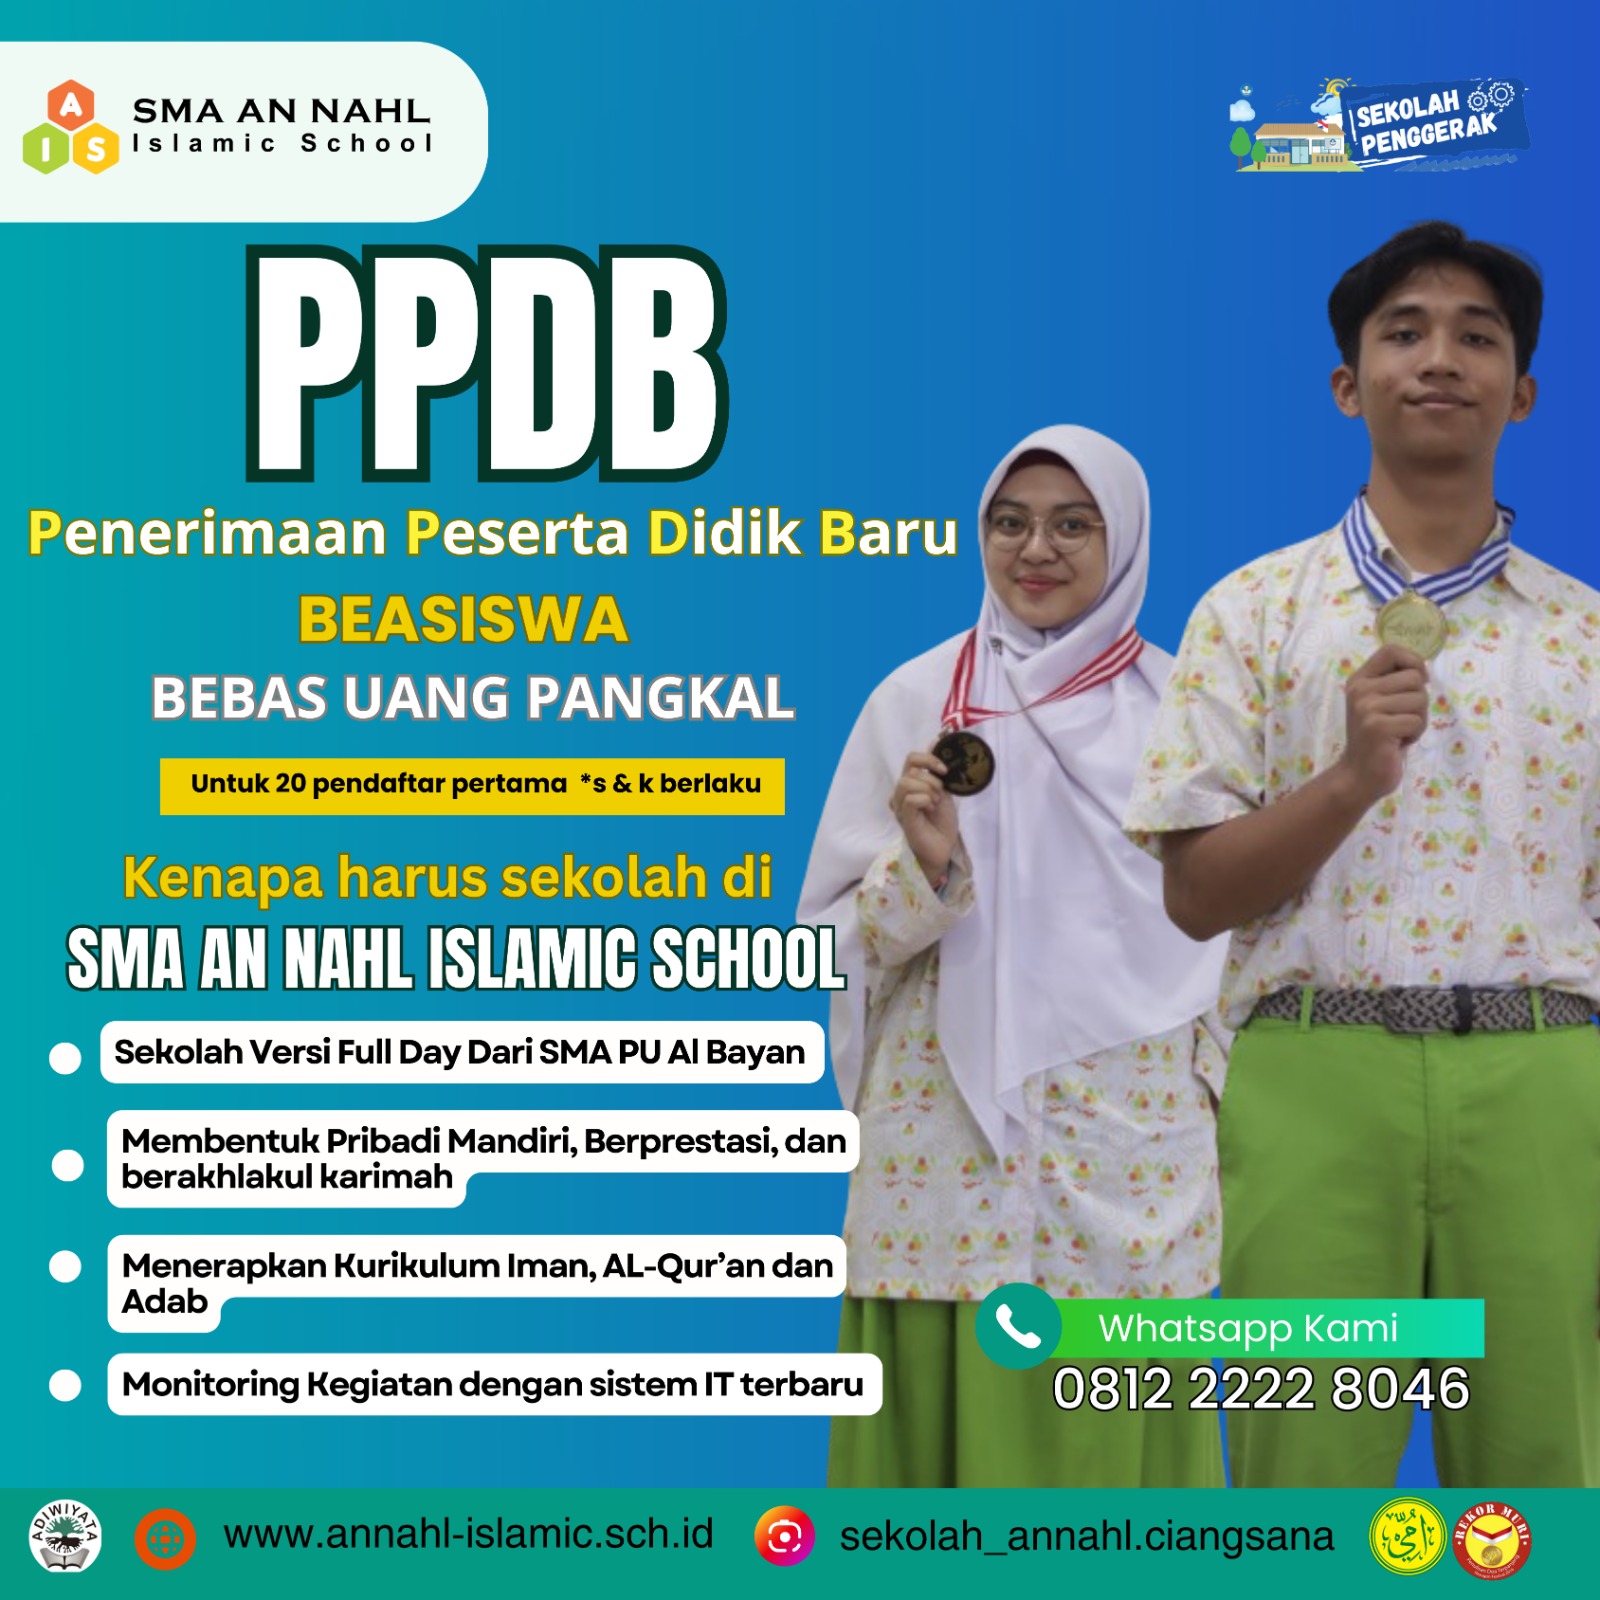 SMA AN NAHL
Islamic School
A
I S
SEKOLAH
PENGGERAK
PPDB
Penerimaan Peserta Didik Baru
BEASISWA
BEBAS UANG PANGKAL
Untuk 20 pendaftar pertama *s & k berlaku
Kenapa harus sekolah di
SMA AN NAHL ISLAMIC SCHOOL
Sekolah Versi Full Day Dari SMA PU Al Bayan
Membentuk Pribadi Mandiri, Berprestasi, dan
berakhlakul karimah
Menerapkan Kurikulum Iman, AL-Qur’an dan
Adab
Monitoring Kegiatan dengan sistem IT terbaru
Whatsapp Kami
0812 2222 8046
ADIWIYATA
www.annahl-islamic.sch.id
sekolah_annahl.ciangsana
REKOR MURI